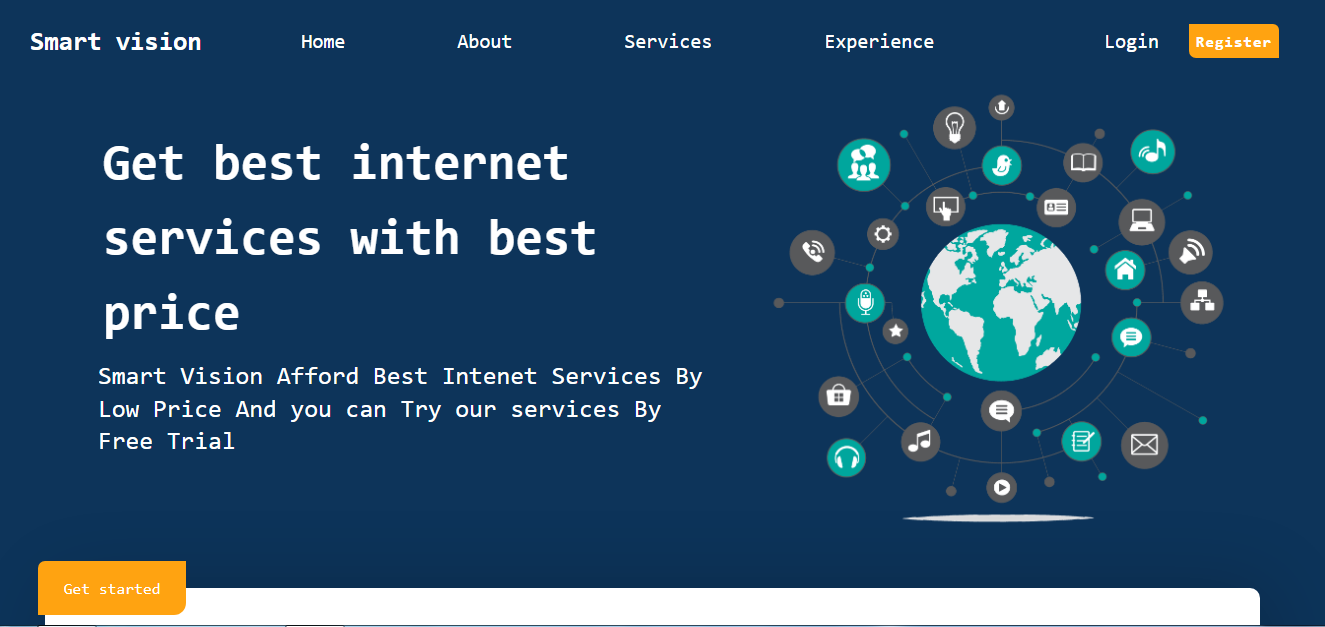 Smart vision
Home
About
Services
Experience
Login
Register
Get best internet
services with best
price
Smart Vision Afford Best Intenet Services By
Low Price And you can Try our services By
Free Trial
Get started